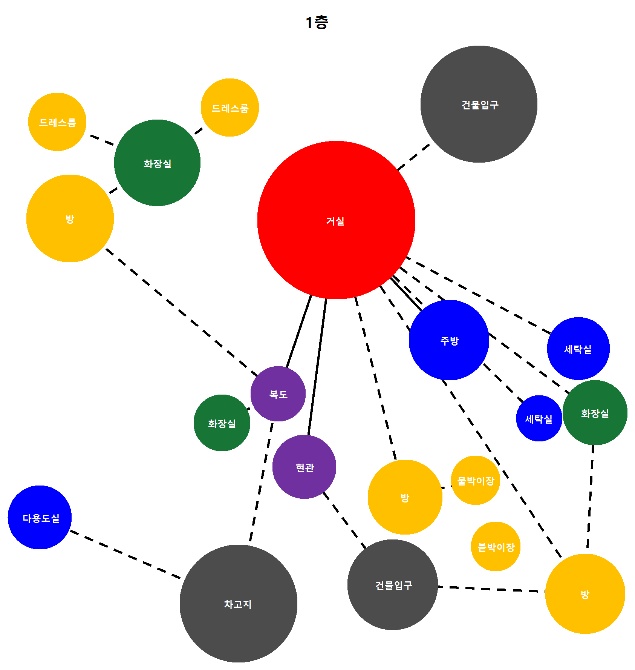 1층
건물입구
드레스룸
드레스룸
화장실
방
거실
주방
세탁실
복도
화장실
세탁실
화장실
현관
방
붙박이장
다용도실
붙박이장
건물입구
방
차고지